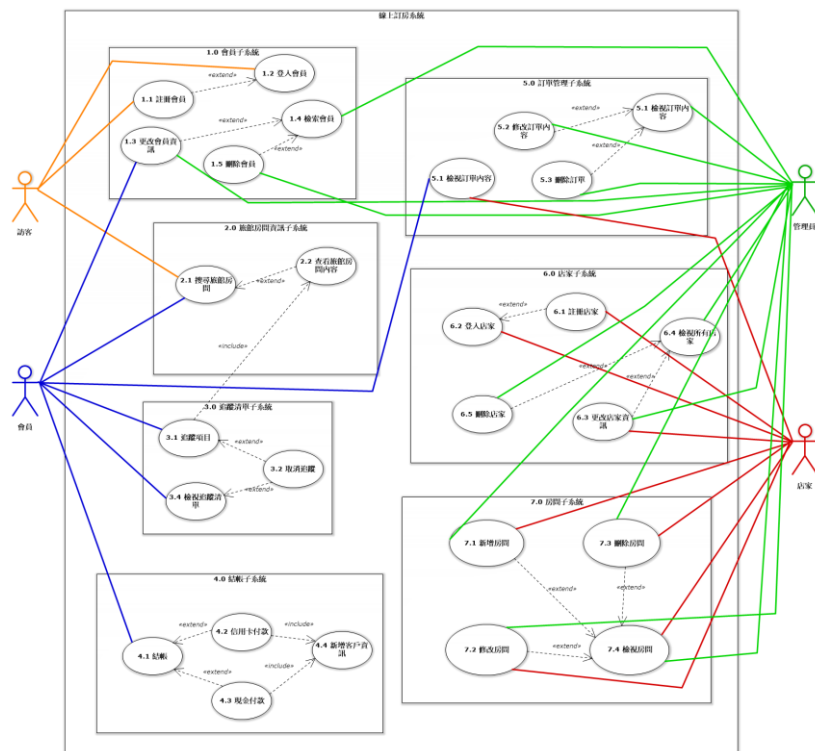 線上訂房系統
1.0 會員子系統
1.2 登入會員
«extend»
1.1 註冊會員
1.4 檢索會員
«extend»
1.3 更改會員資
訊
«extend»
1.5 刪除會員
訪客
5.0 訂單管理子系統
5.1 檢視訂單內
容
«extend»
5.2 修改訂單內
容
«extend»
5.3 刪除訂單
5.1 檢視訂單內容
管理員
2.0 旅館房間資訊子系統
2.2 查看旅館房
間內容
«extend»
2.1 搜尋旅館房
間
«include»
6.0 店家子系統
«extend»
6.1 註冊店家
6.2 登入店家
6.4 檢視所有店
家
«extend»
«extend»
6.5 刪除店家
6.3 更改店家資
訊
會員
3.0 追蹤清單子系統
3.1 追蹤項目
«extend»
3.2 取消追蹤
«extend»
3.4 檢視追蹤清
單
店家
7.0 房間子系統
7.1 新增房間
7.3 刪除房間
«extend»
«extend»
7.2 修改房間
«extend»
7.4 檢視房間
4.0 結帳子系統
«extend»
4.2 信用卡付款
«include»
4.1 結帳
4.4 新增客戶資
訊
«extend»
«include»
4.3 現金付款